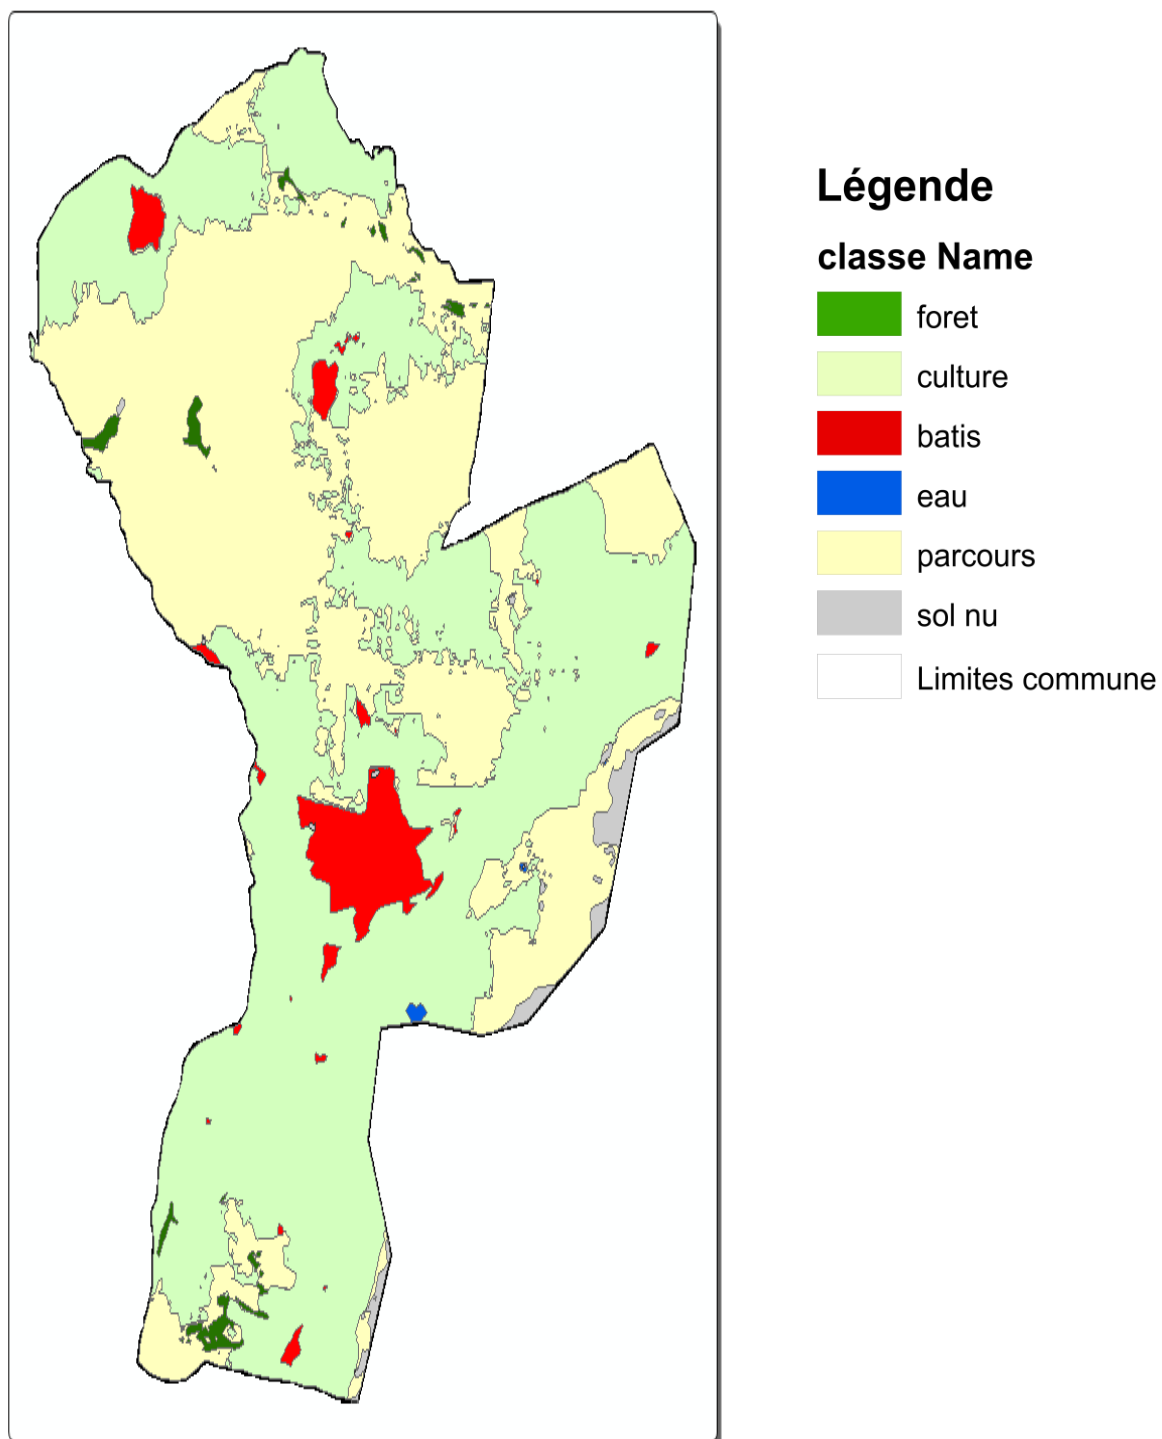 Légende
classe Name
foret
culture
batis
eau
parcours
sol nu
Limites commune